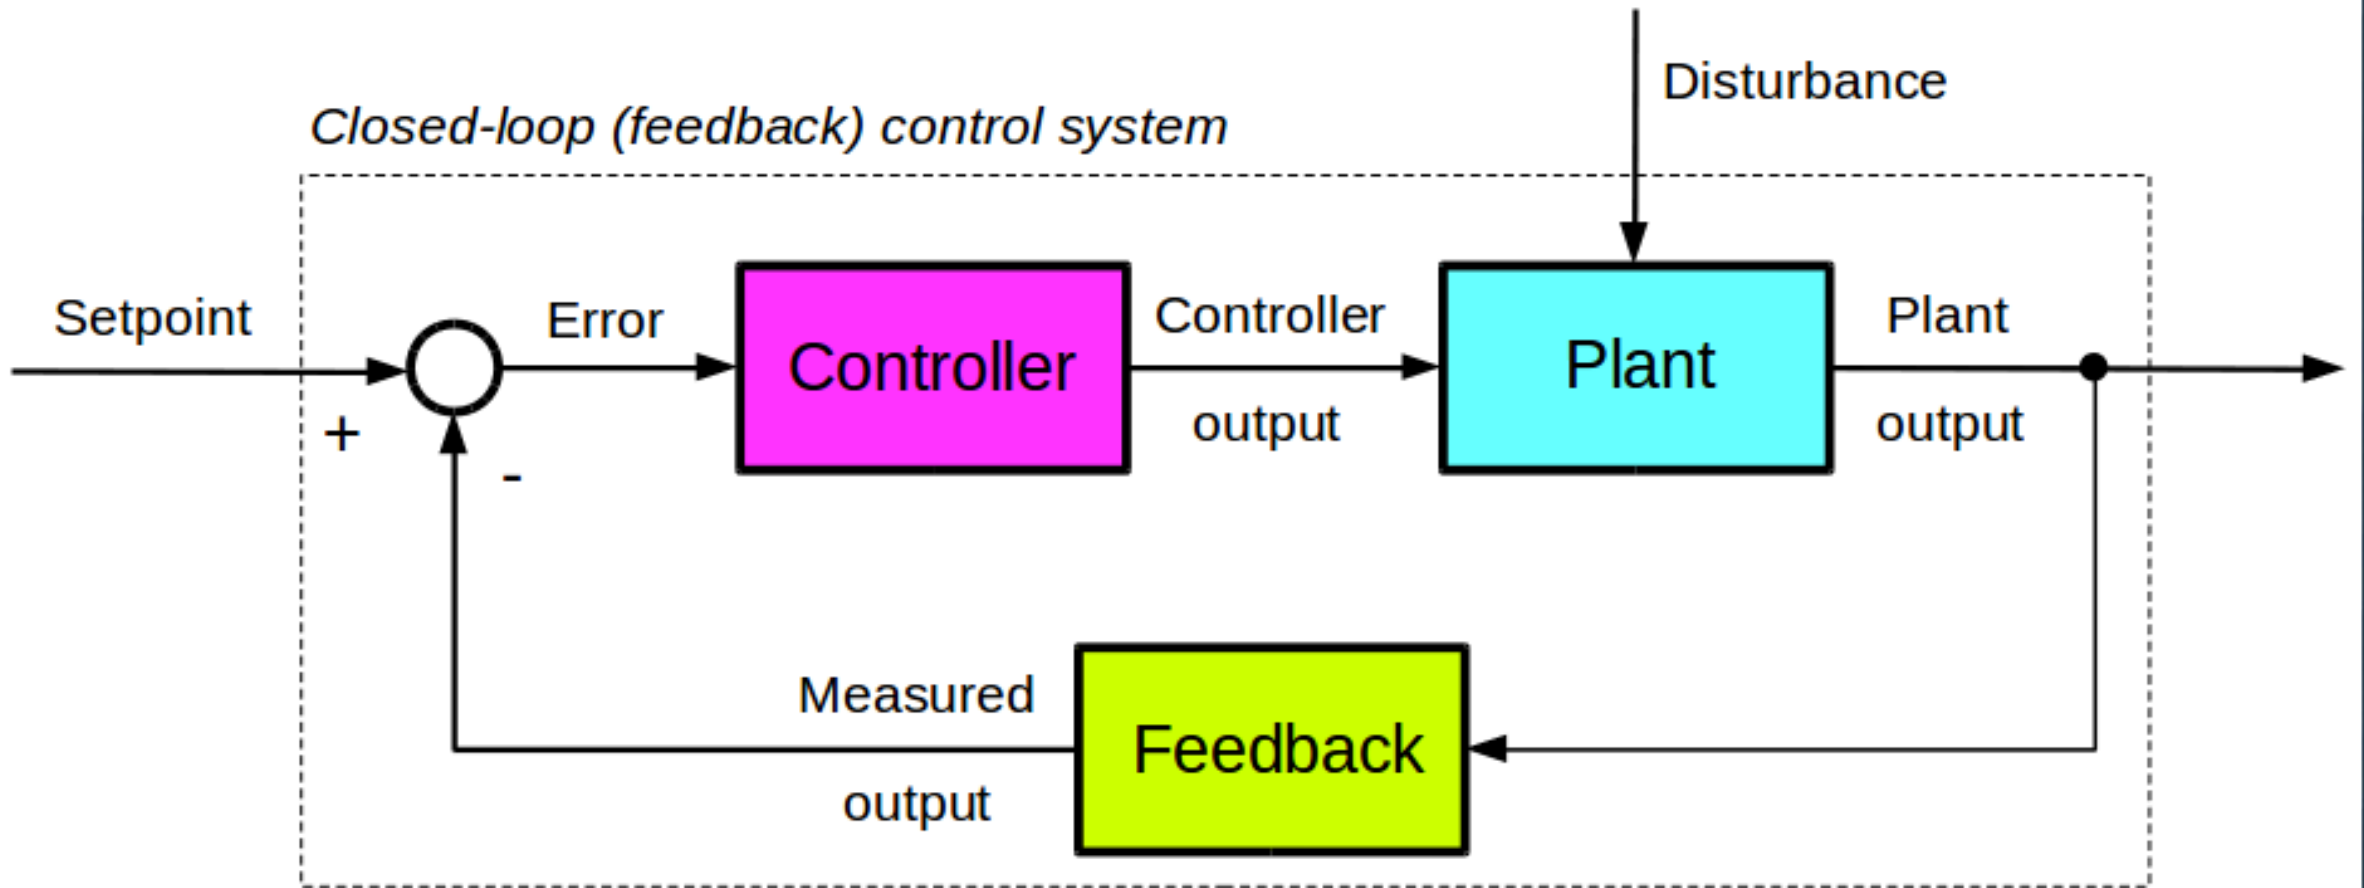 Disturbance
Closed-loop (feedback) control system
Setpoint
+
-
Error
Controller
Controller
output
Plant
Plant
output
Measured
output
Feedback